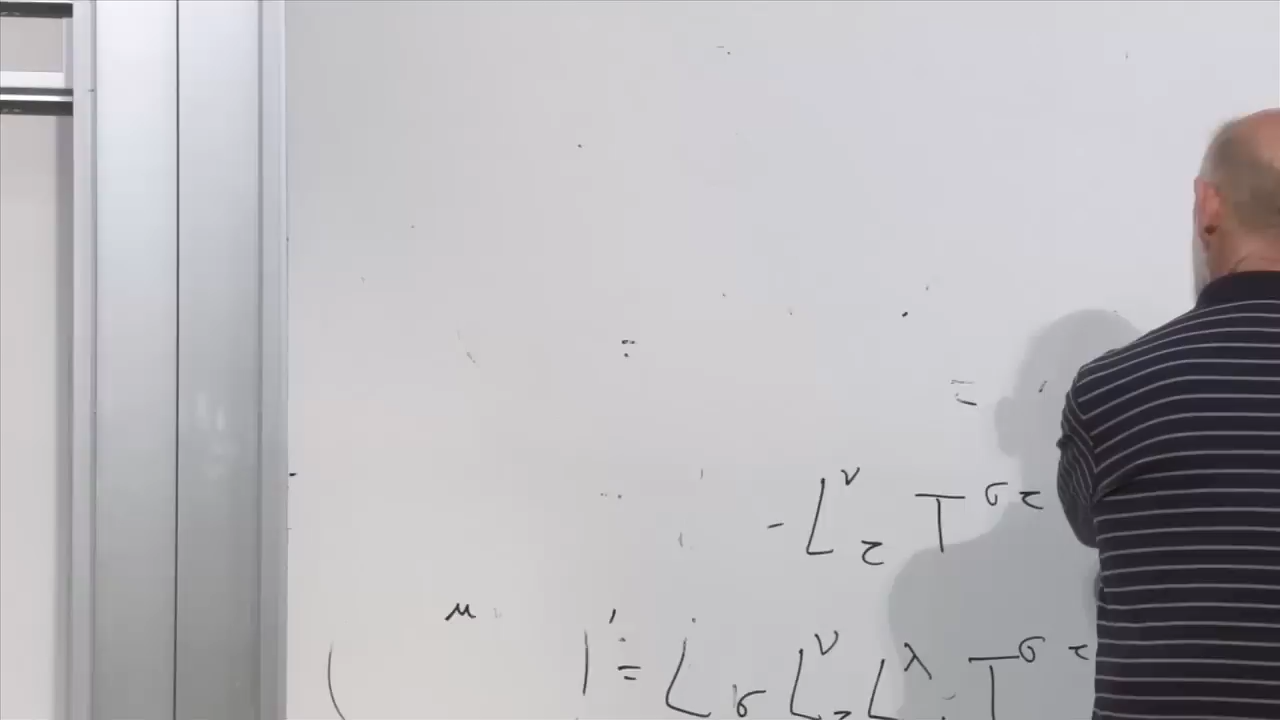 - L^ν_τ T^{στ}
μ
( )' = L_σ L^ν_τ L^λ T^{στ}